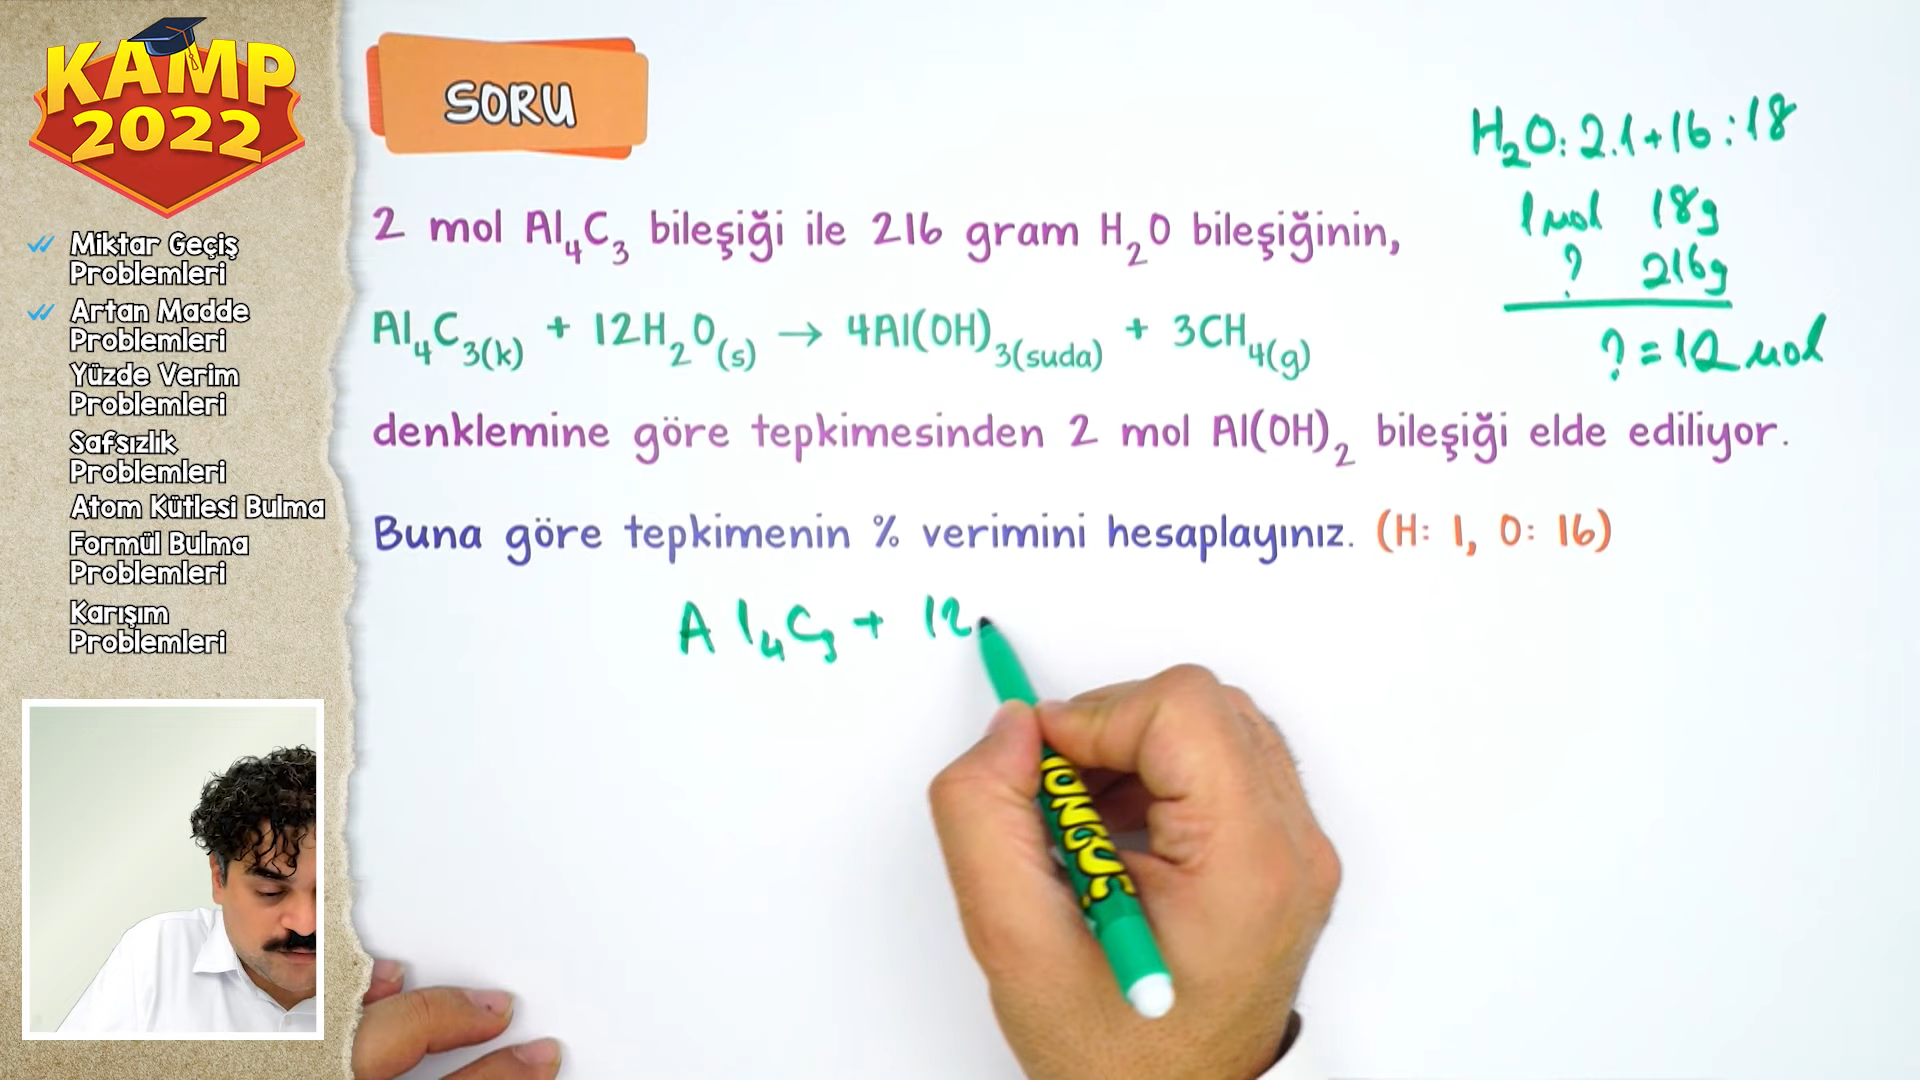 KAMP
2022
Miktar Geçiş
Problemleri
Artan Madde
Problemleri
Yüzde Verim
Problemleri
Safsızlık
Problemleri
Atom Kütlesi Bulma
Formül Bulma
Problemleri
Karışım
Problemleri
SORU
2 mol Al₄C₃ bileşiği ile 216 gram H₂O bileşiğinin,
Al₄C₃(k) + 12H₂O(s) → 4Al(OH)₃(suda) + 3CH₄(g)
denklemine göre tepkimesinden 2 mol Al(OH)₂ bileşiği elde ediliyor.
Buna göre tepkimenin % verimini hesaplayınız. (H: 1, O: 16)
H₂O: 2.1+16:18
1 mol 18g
? 216g
? = 12 mol
Al₄C₃ + 12